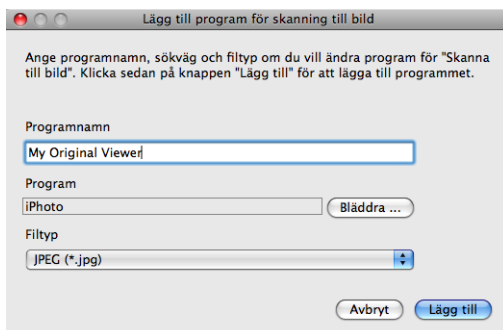 Lägg till program för skanning till bild
Ange programnamn, sökväg och filtyp om du vill ändra program för "Skanna
till bild". Klicka sedan på knappen "Lägg till" för att lägga till programmet.
Programnamn
My Original Viewer
Program
iPhoto
Bläddra ...
Filtyp
JPEG (*.jpg)
Avbryt
Lägg till